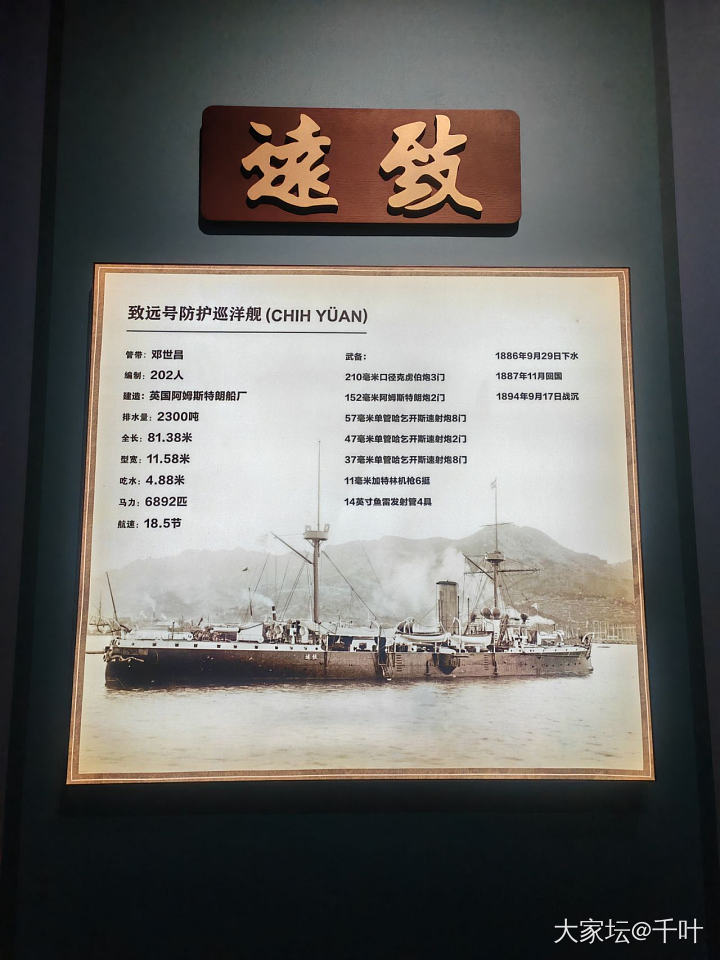 遠致
致远号防护巡洋舰 (CHIH YÜAN)
管带：邓世昌
编制：202人
建造：英国阿姆斯特朗船厂
排水量：2300吨
全长：81.38米
型宽：11.58米
吃水：4.88米
马力：6892匹
航速：18.5节
武备：
210毫米口径克虏伯炮3门
152毫米阿姆斯特朗炮2门
57毫米单管哈乞开斯速射炮8门
47毫米单管哈乞开斯速射炮2门
37毫米单管哈乞开斯速射炮8门
11毫米加特林机枪6挺
14英寸鱼雷发射管4具
1886年9月29日下水
1887年11月回国
1894年9月17日战沉
遠致
大家坛@千叶